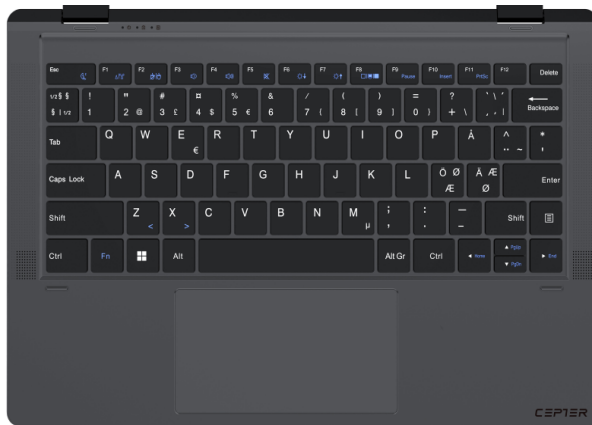 Esc F1 F2 F3 F4 F5 F6 F7 F8 F9 Pause F10 Insert F11 PrtSc F12 Delete
1/2 § § ! " # ¤ % & / ( ) = ? ` \ ´ Backspace
§ | 1/2 1 2 @ 3 £ 4 $ 5 € 6 7 { 8 [ 9 ] 0 } + \ |
Tab Q W E € R T Y U I O P Å ^ ¨ ~ * '
Caps Lock A S D F G H J K L Ö Ø Æ Ä Æ Ø Enter
Shift Z < X > C V B N M µ ; , : . — – Shift
Ctrl Fn Alt Alt Gr Ctrl Home PgUp PgDn End
CEPTER